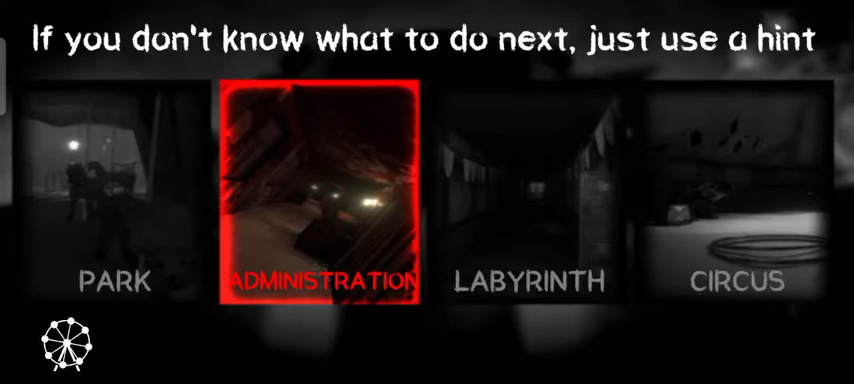 If you don't know what to do next, just use a hint
PARK
ADMINISTRATION
LABYRINTH
CIRCUS